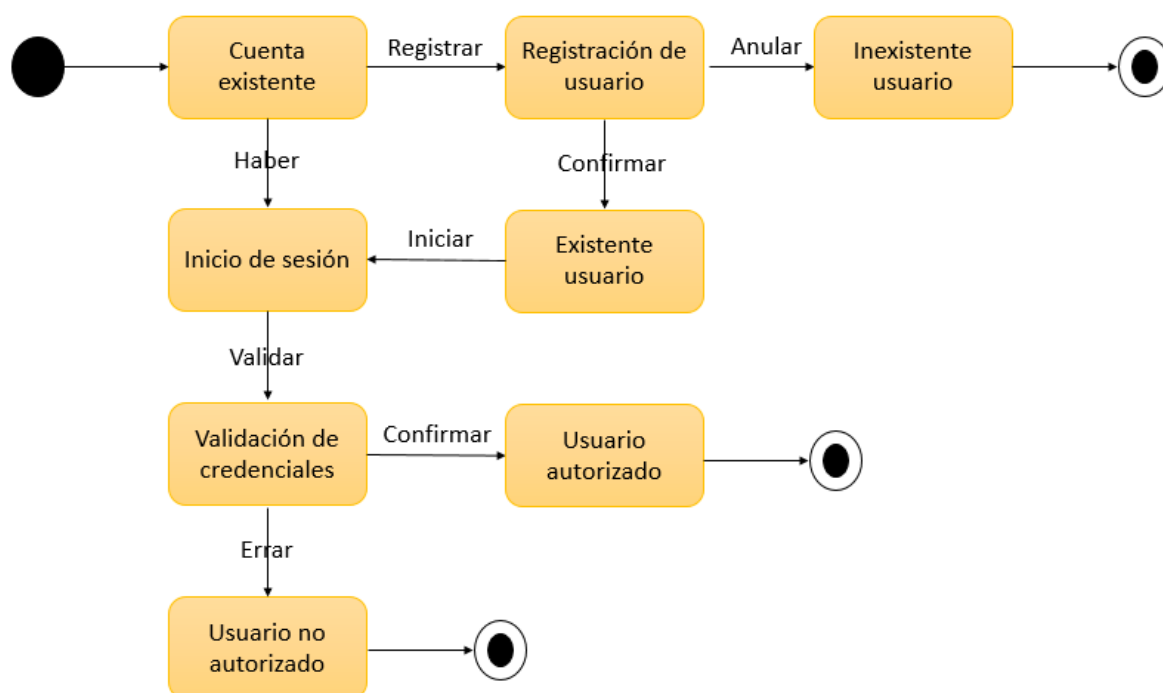 Cuenta
existente
Registrar
Registración de
usuario
Anular
Inexistente
usuario
Haber
Confirmar
Inicio de sesión
Iniciar
Existente
usuario
Validar
Validación de
credenciales
Confirmar
Usuario
autorizado
Errar
Usuario no
autorizado